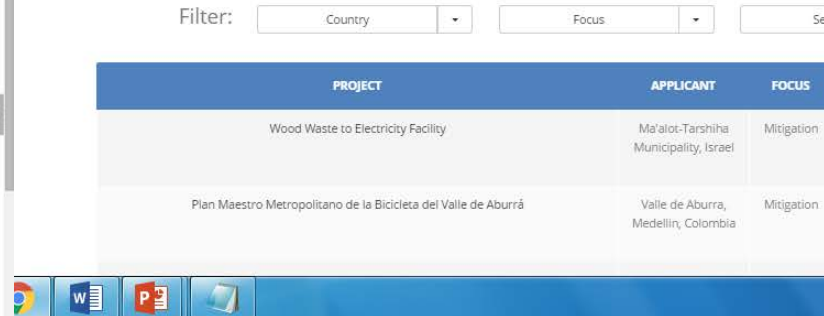 Filter: Country Focus Se
PROJECT APPLICANT FOCUS
Wood Waste to Electricity Facility Ma'alot-Tarshiha Mitigation
Municipality, Israel
Plan Maestro Metropolitano de la Bicicleta del Valle de Aburrá Valle de Aburra, Mitigation
Medellin, Colombia
W P